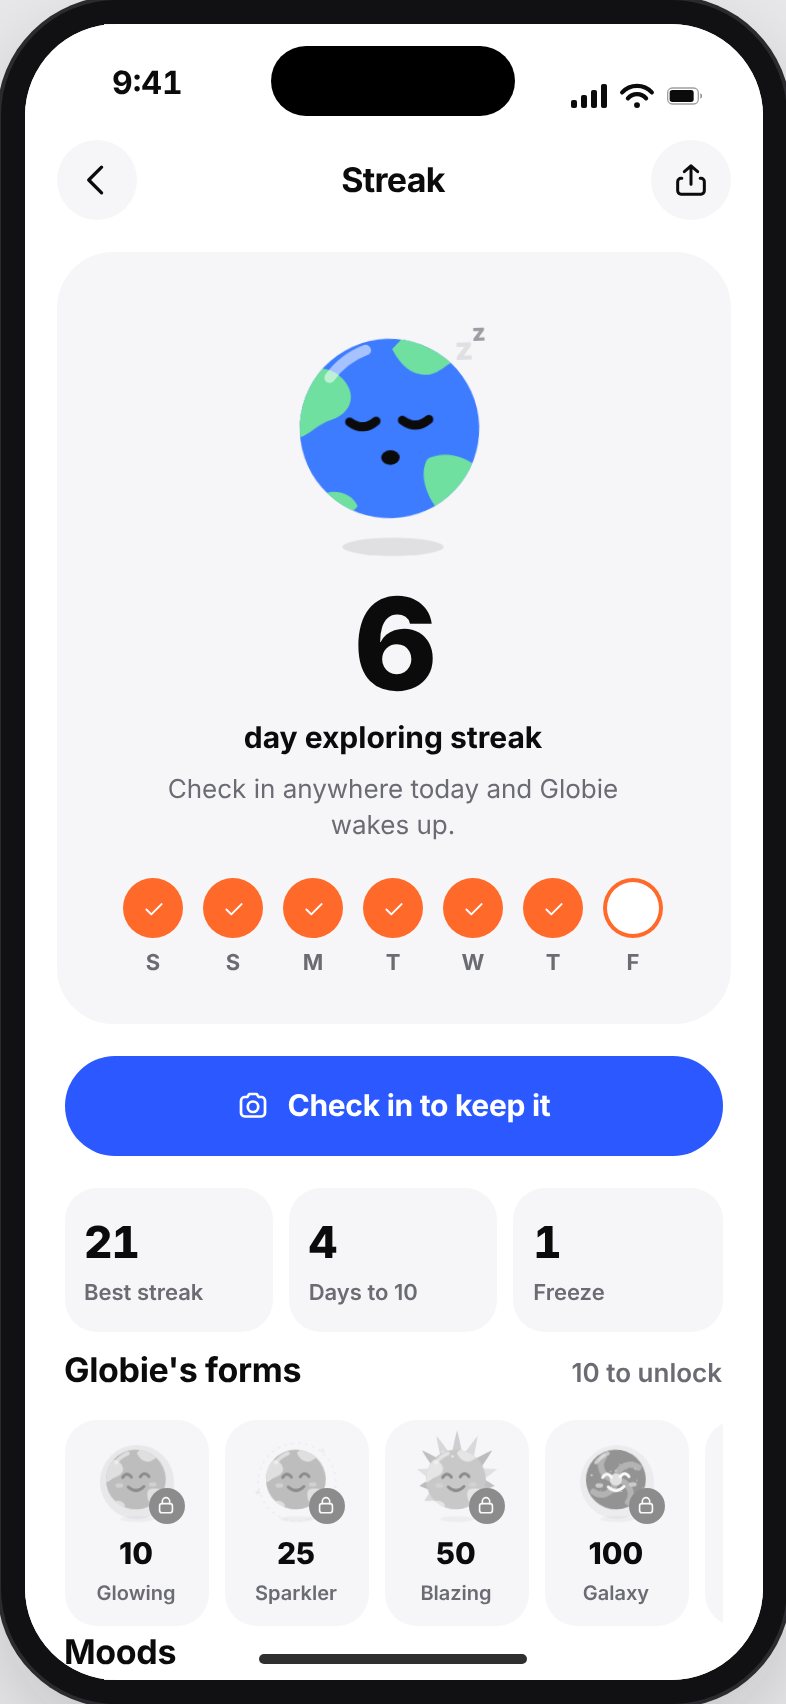 9:41
Streak
z
z
6
day exploring streak
Check in anywhere today and Globie
wakes up.
S S M T W T F
Check in to keep it
21 4 1
Best streak Days to 10 Freeze
Globie's forms 10 to unlock
10 25 50 100
Glowing Sparkler Blazing Galaxy
Moods